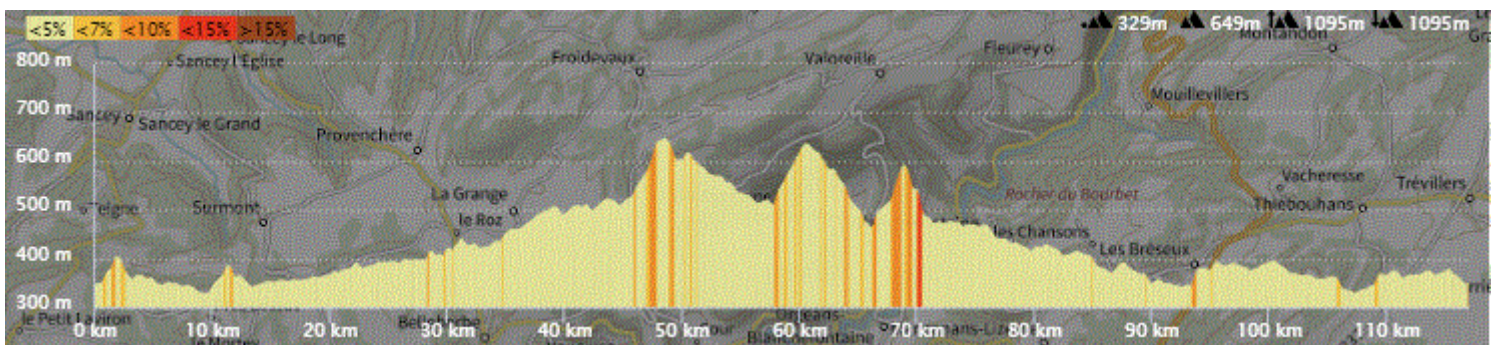 <5% <7% <10% <15% >15%
329m 649m 1095m 1095m
Sancey le Long
Montandon
Sancey l'Eglise
Froidevaux
Valoreille
Fleurey
800 m
700 m
Mouillevillers
Sancey
Sancey le Grand
Provenchère
600 m
Vacheresse
Trévillers
La Grange
Rocher du Bourbet
500 m
Surmont
Thiébouhans
le Roz
les Chansons
Les Bréseux
400 m
300 m
le Petit Laviron
0 km 10 km 20 km 30 km 40 km 50 km 60 km 70 km 80 km 90 km 100 km 110 km
Belleherbe
Blanchefontaine